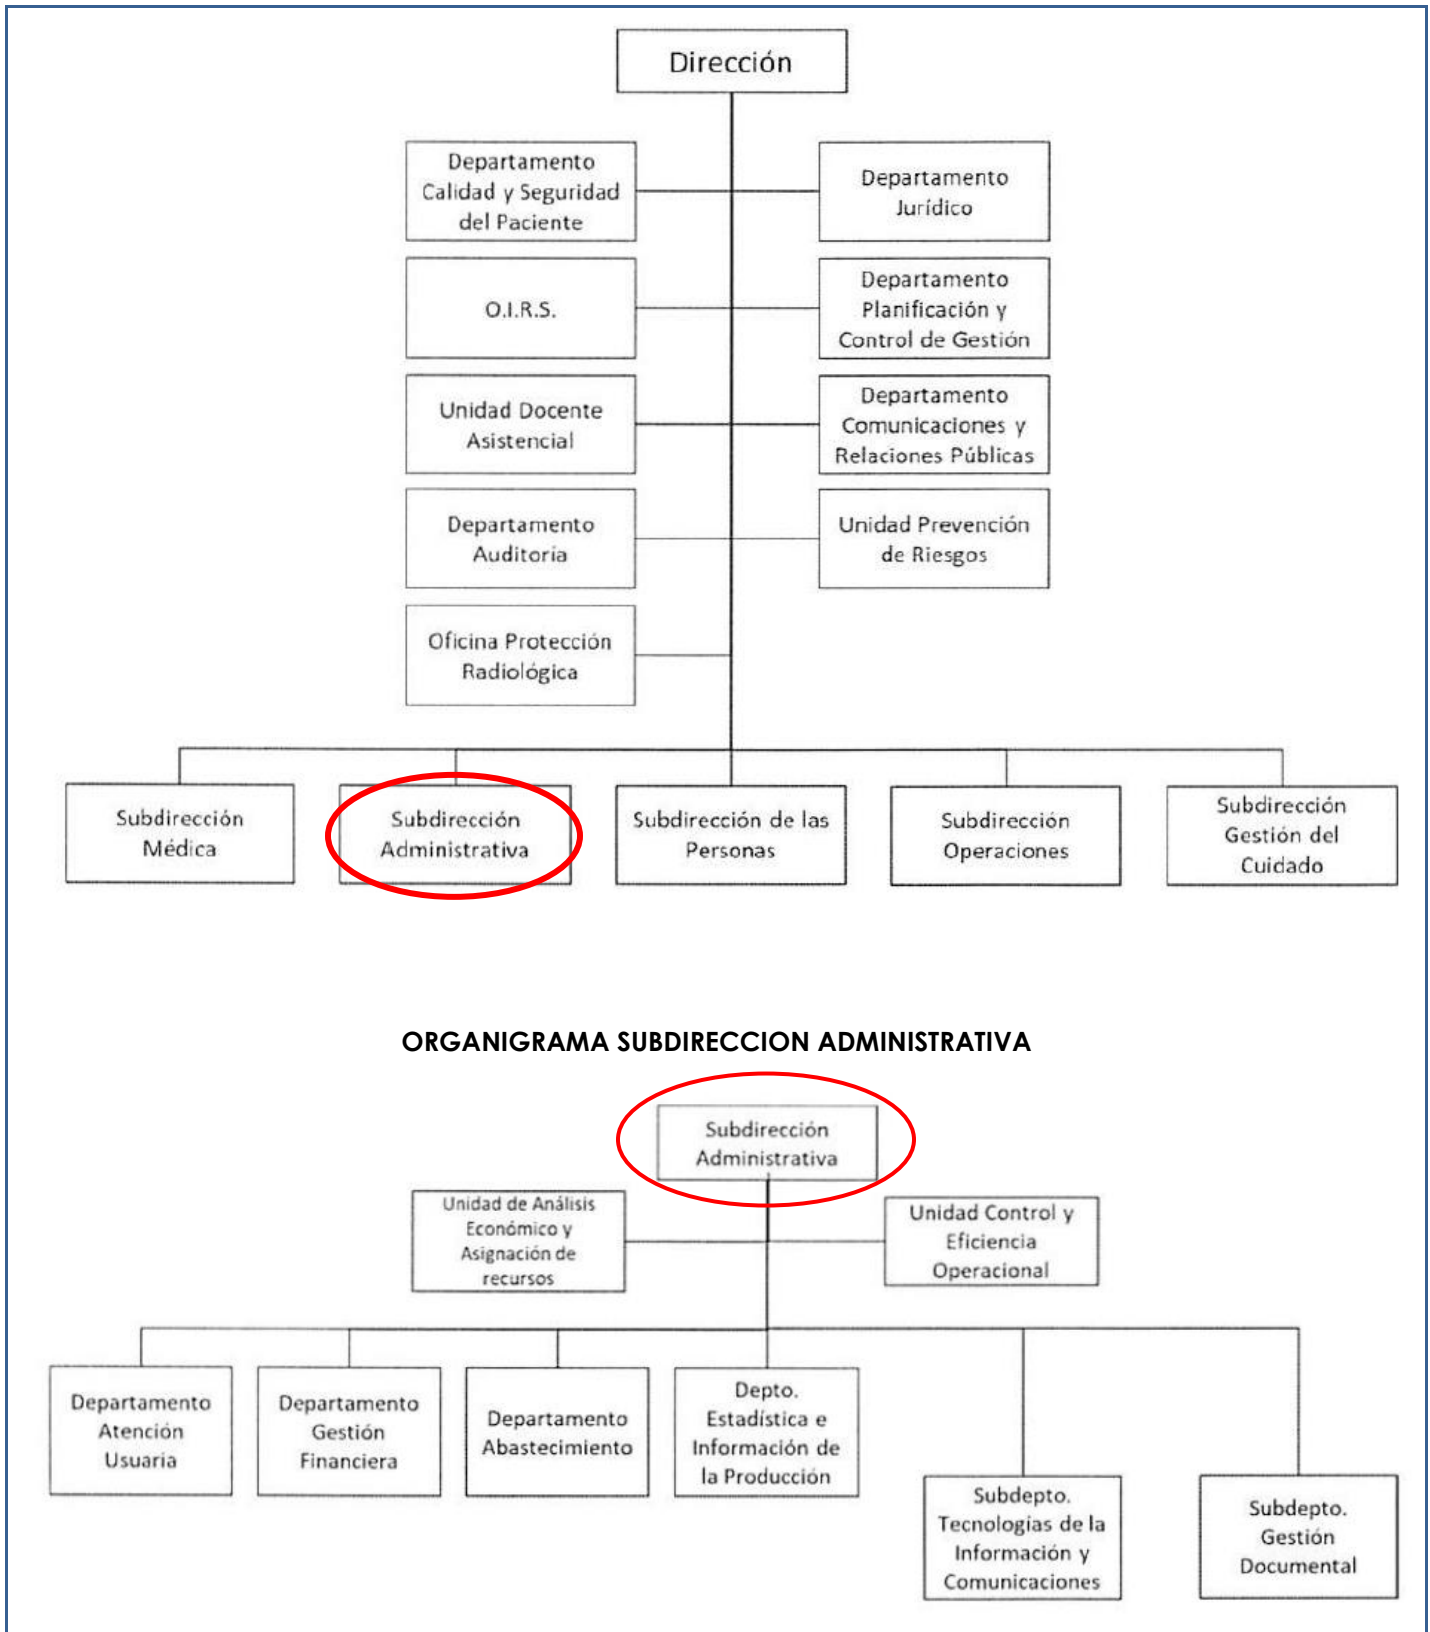 Dirección
Departamento
Calidad y Seguridad
del Paciente
Departamento
Jurídico
O.I.R.S.
Departamento
Planificación y
Control de Gestión
Unidad Docente
Asistencial
Departamento
Comunicaciones y
Relaciones Públicas
Departamento
Auditoría
Unidad Prevención
de Riesgos
Oficina Protección
Radiológica
Subdirección
Médica
Subdirección
Administrativa
Subdirección de las
Personas
Subdirección
Operaciones
Subdirección
Gestión del
Cuidado
ORGANIGRAMA SUBDIRECCION ADMINISTRATIVA
Subdirección
Administrativa
Unidad de Análisis
Económico y
Asignación de
recursos
Unidad Control y
Eficiencia
Operacional
Departamento
Atención
Usuaria
Departamento
Gestión
Financiera
Departamento
Abastecimiento
Depto.
Estadística e
Información de
la Producción
Subdepto.
Tecnologías de la
Información y
Comunicaciones
Subdepto.
Gestión
Documental